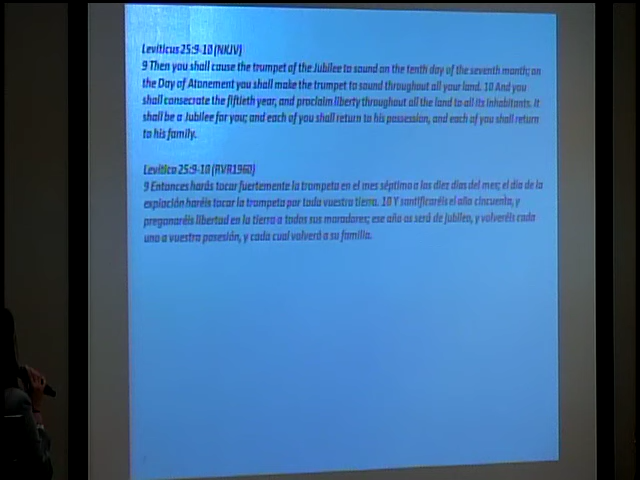 Leviticus 25:9-10 (NKJV)
9 Then you shall cause the trumpet of the Jubilee to sound on the tenth day of the seventh month; on
the Day of Atonement you shall make the trumpet to sound throughout all your land. 10 And you
shall consecrate the fiftieth year, and proclaim liberty throughout all the land to all its inhabitants. It
shall be a Jubilee for you; and each of you shall return to his possession, and each of you shall return
to his family.
Levitico 25:9-10 (RVR1960)
9 Entonces harás tocar fuertemente la trompeta en el mes séptimo a los diez días del mes; el día de la
expiación haréis tocar la trompeta por toda vuestra tierra. 10 Y santificaréis el año cincuenta, y
pregonaréis libertad en la tierra a todos sus moradores; ese año os será de jubileo, y volveréis cada
uno a vuestra posesión, y cada cual volverá a su familia.